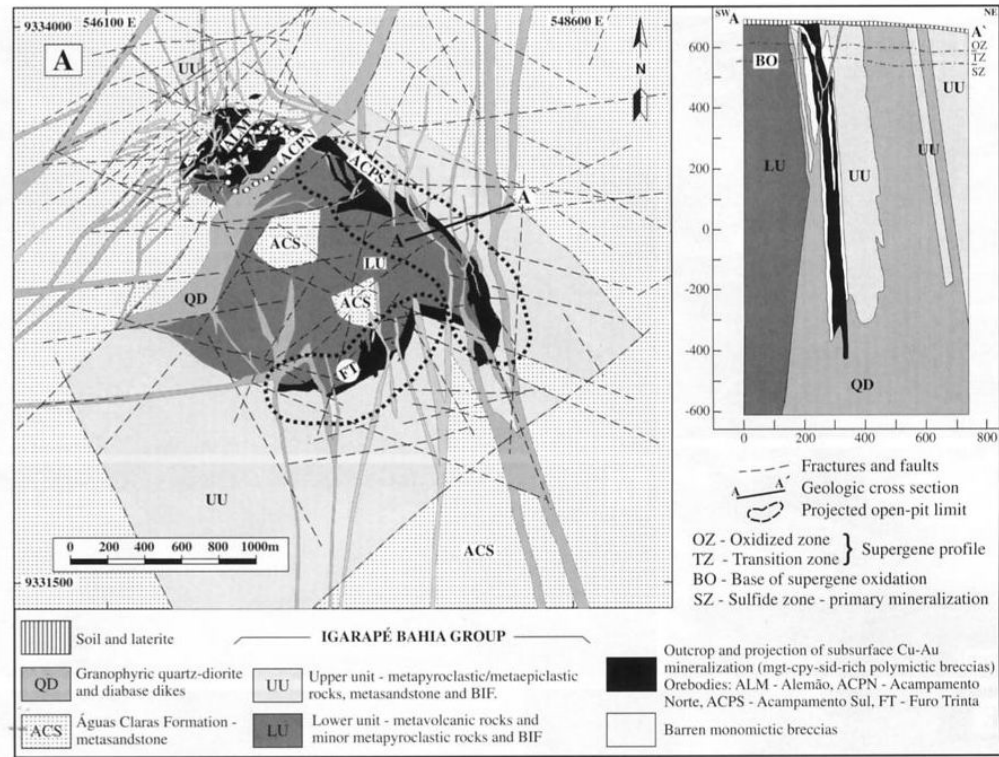 9334000
546100 E
548600 E
A
N
UU
ALM
ACPN
ACPS
A
A
ACS
LU
ACS
QD
FT
UU
0 200 400 600 1000m
ACS
9331500
SW
NE
A
A`
600
400
200
0
-200
-400
-600
BO
OZ
TZ
SZ
UU
LU
UU
UU
QD
0 200 400 600 800
Fractures and faults
A A´ Geologic cross section
Projected open-pit limit
OZ - Oxidized zone
TZ - Transition zone } Supergene profile
BO - Base of supergene oxidation
SZ - Sulfide zone - primary mineralization
Soil and laterite
QD Granophyric quartz-diorite
and diabase dikes
ACS Águas Claras Formation -
metasandstone
IGARAPÉ BAHIA GROUP
UU Upper unit - metapyroclastic/metaepiclastic
rocks, metasandstone and BIF.
LU Lower unit - metavolcanic rocks and
minor metapyroclastic rocks and BIF
Outcrop and projection of subsurface Cu-Au
mineralization (mgt-cpy-sid-rich polymictic breccias)
Orebodies: ALM - Alemão, ACPN - Acampamento
Norte, ACPS - Acampamento Sul, FT - Furo Trinta
Barren monomictic breccias